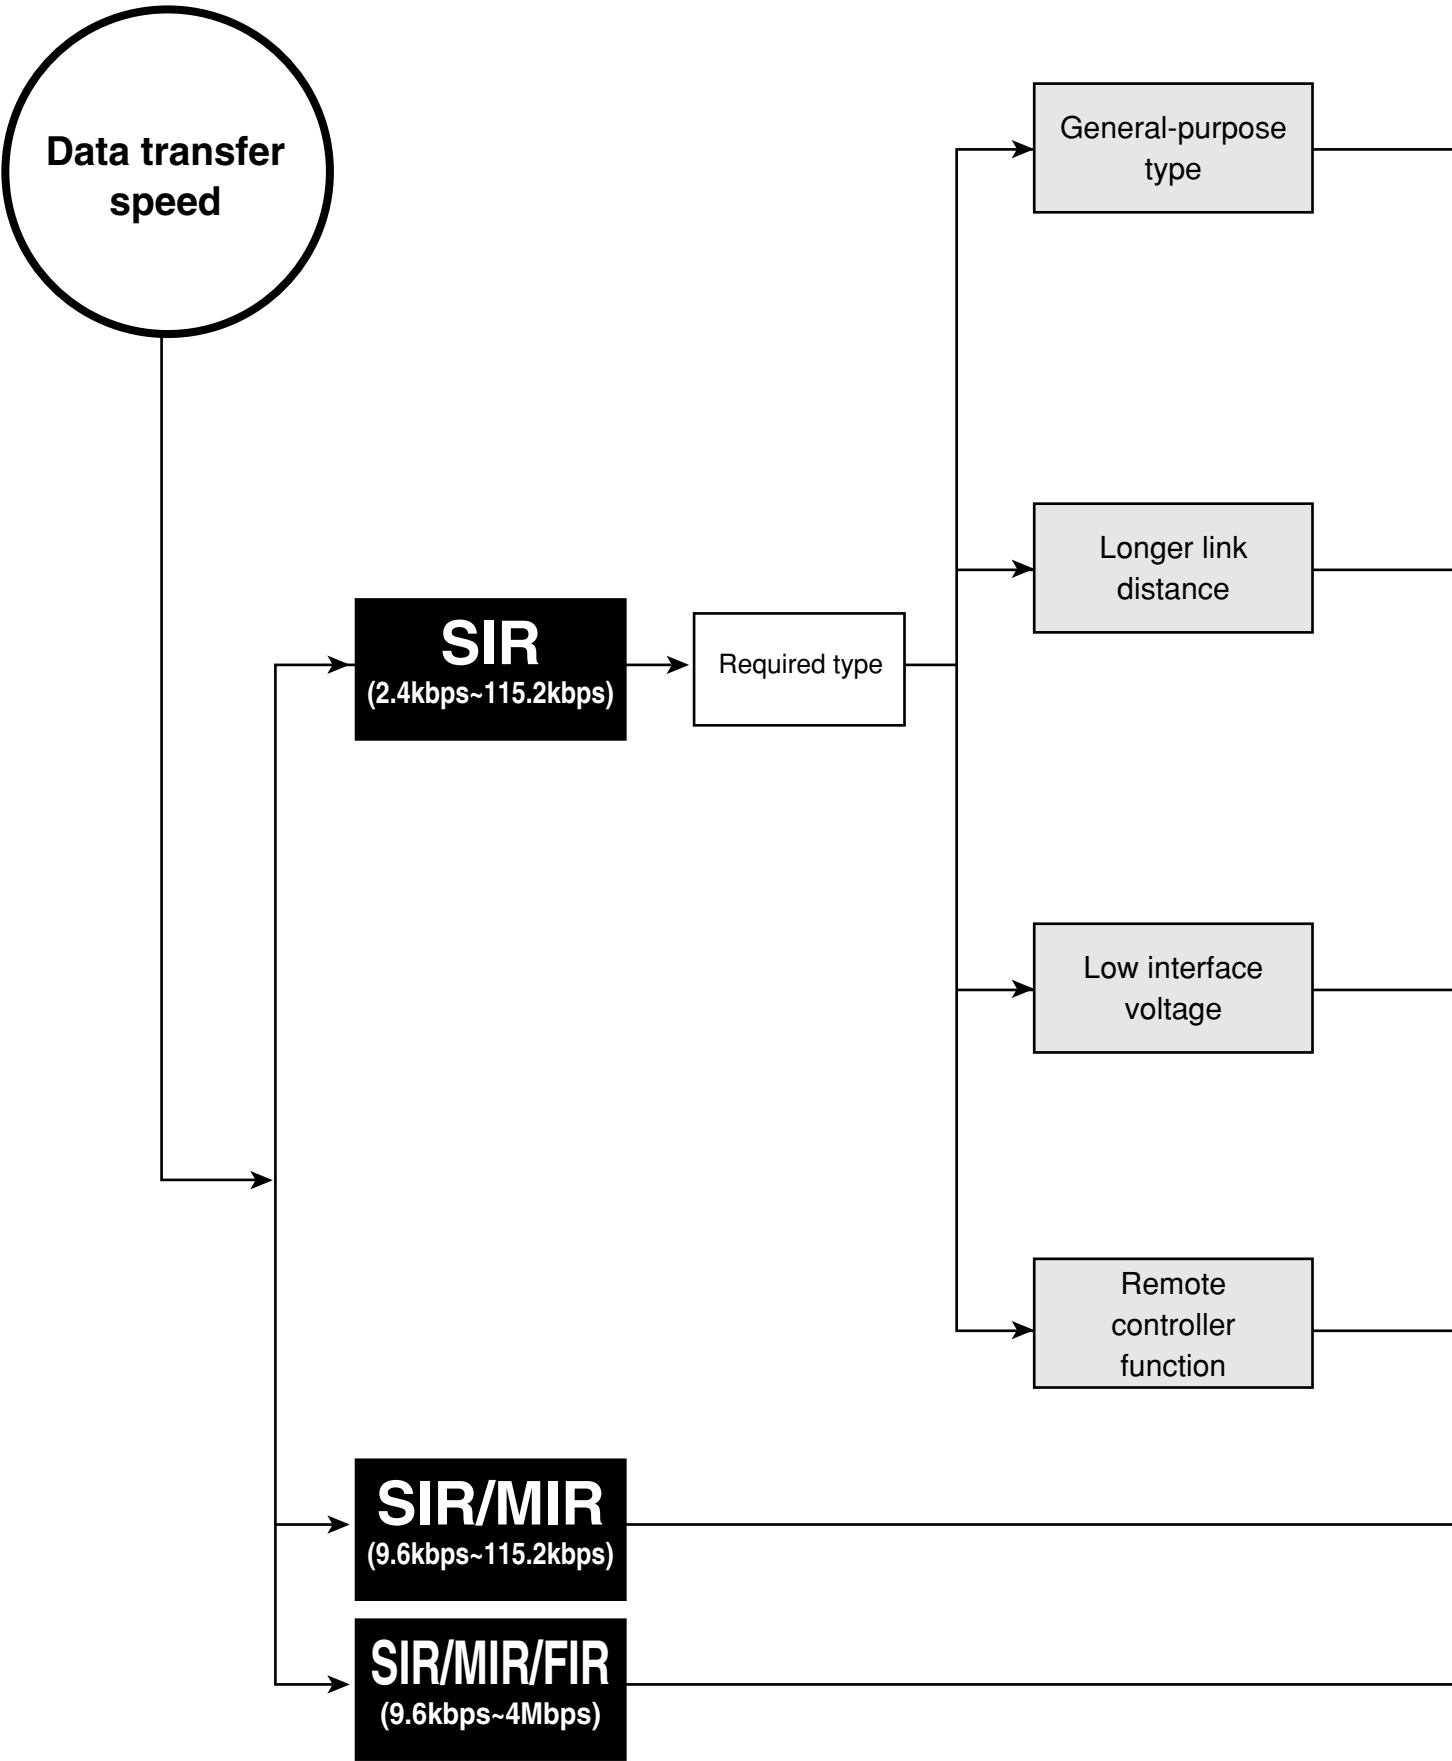 Data transfer
speed
General-purpose
type
Longer link
distance
SIR
(2.4kbps~115.2kbps)
Required type
Low interface
voltage
Remote
controller
function
SIR/MIR
(9.6kbps~115.2kbps)
SIR/MIR/FIR
(9.6kbps~4Mbps)